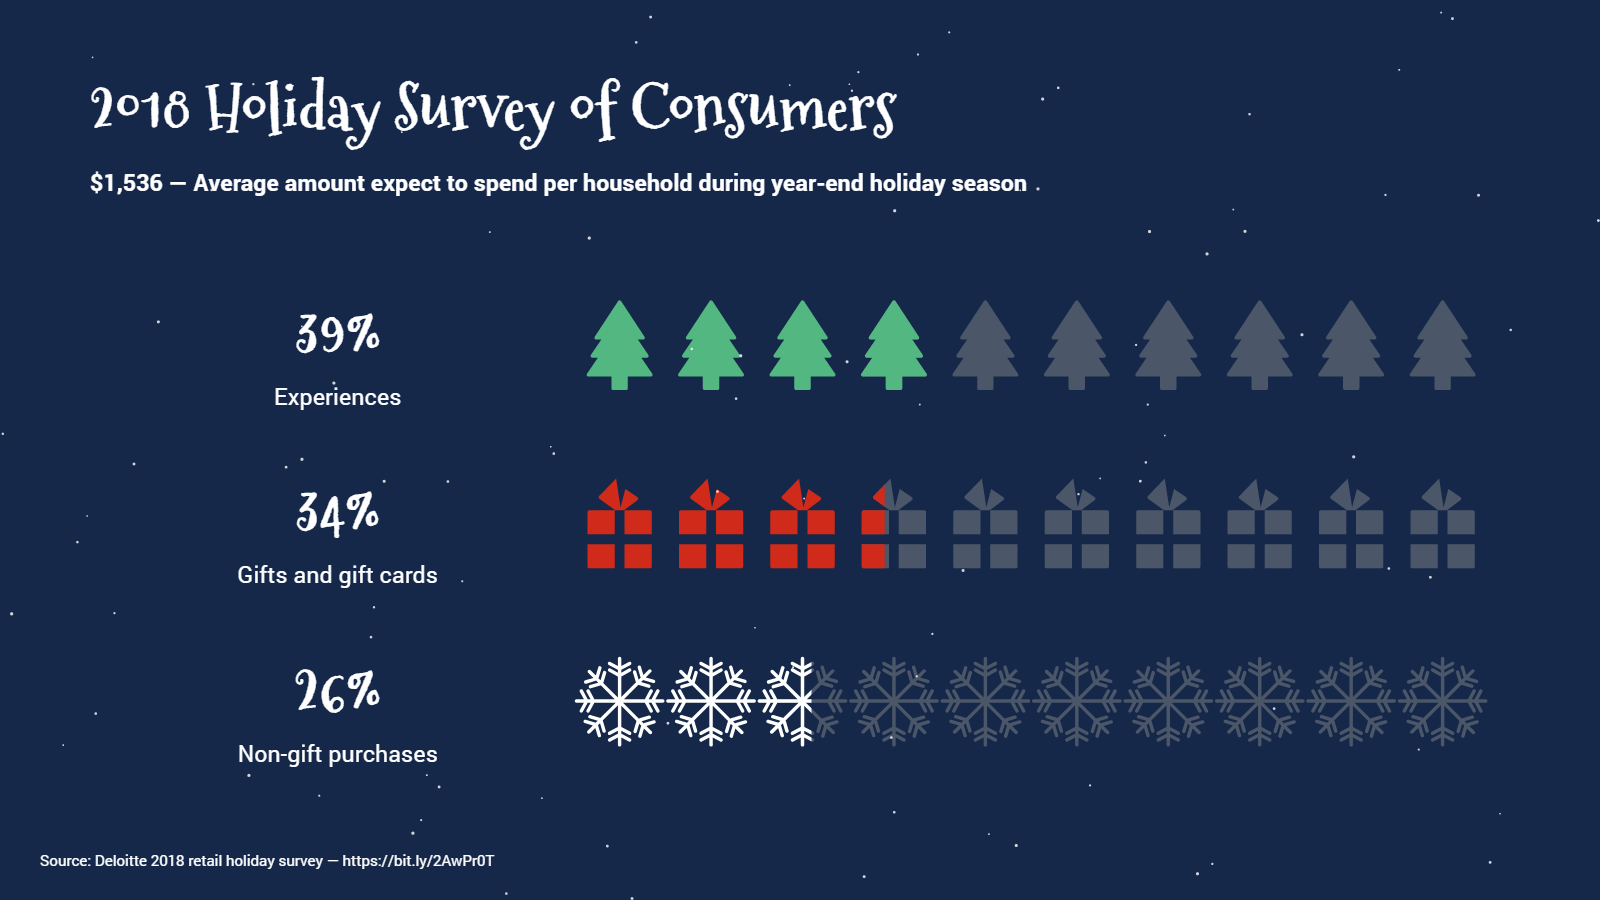 2018 Holiday Survey of Consumers
$1,536 — Average amount expect to spend per household during year-end holiday season
39%
Experiences
34%
Gifts and gift cards
26%
Non-gift purchases
Source: Deloitte 2018 retail holiday survey — https://bit.ly/2AwPr0T